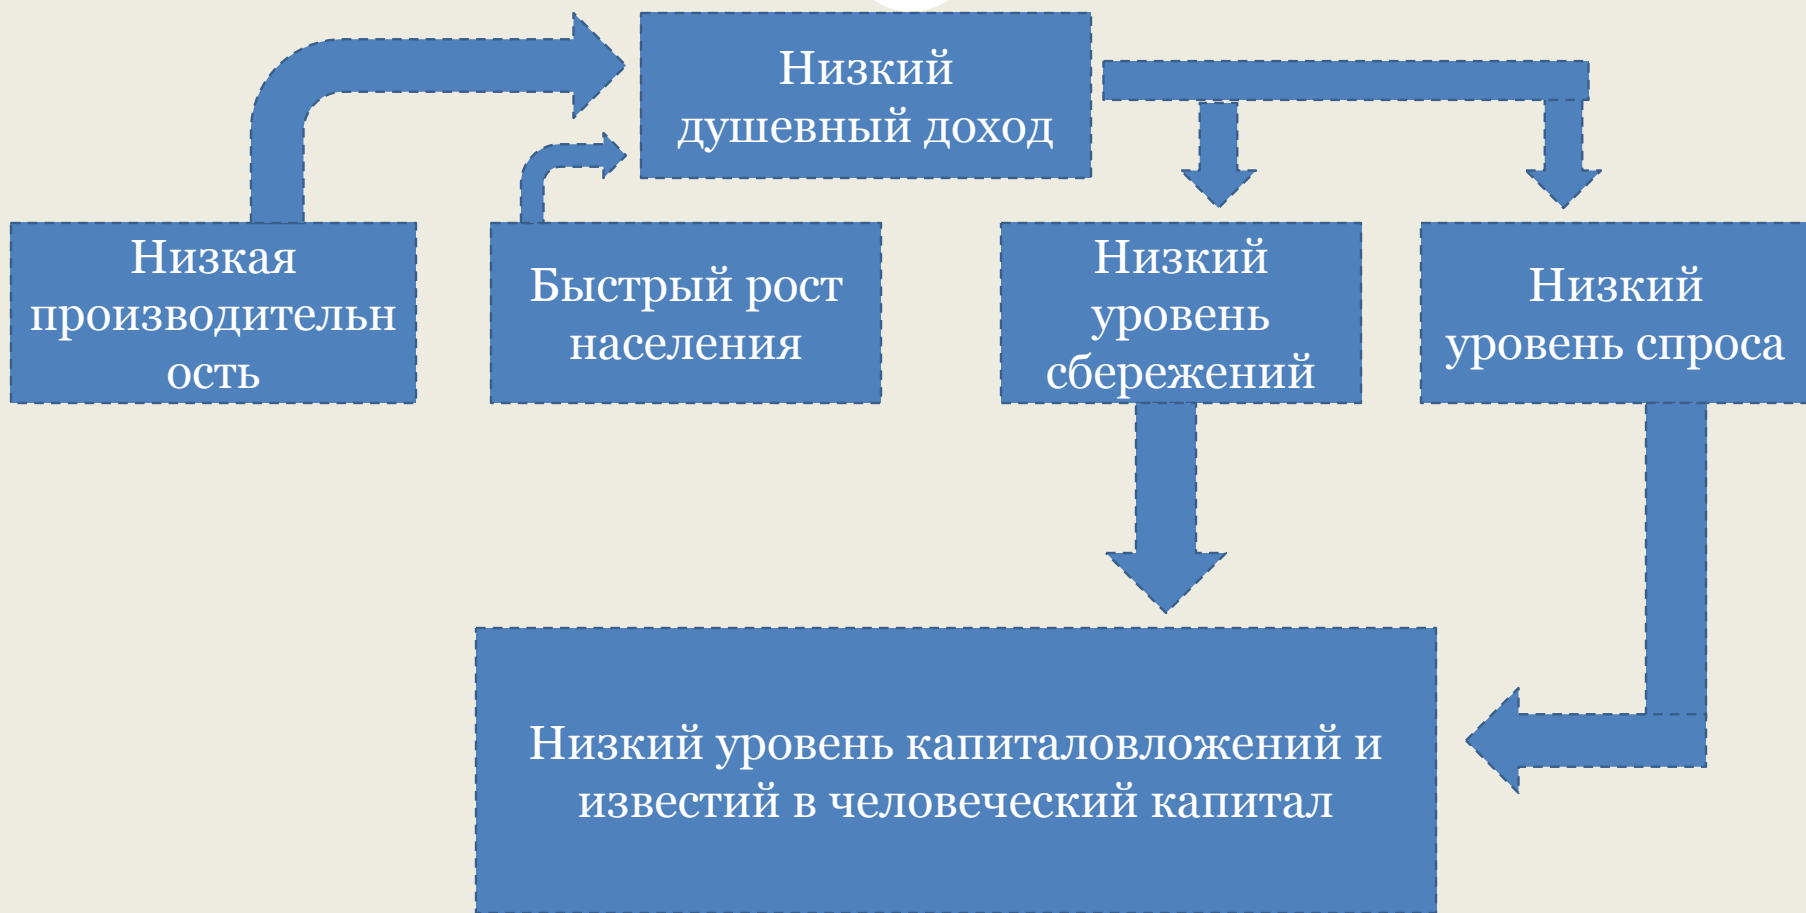 Низкий
душевный доход
Низкая
производительн
ость
Быстрый рост
населения
Низкий
уровень
сбережений
Низкий
уровень спроса
Низкий уровень капиталовложений и
известий в человеческий капитал